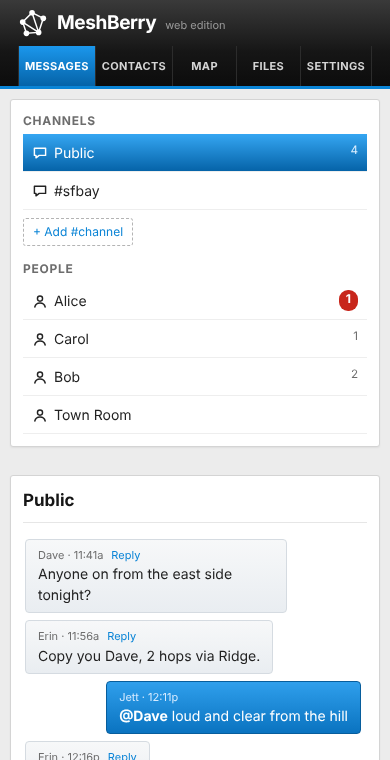 MeshBerry web edition
MESSAGES CONTACTS MAP FILES SETTINGS
CHANNELS
Public 4
#sfbay
+ Add #channel
PEOPLE
Alice 1
Carol 1
Bob 2
Town Room
Public
Dave · 11:41a Reply
Anyone on from the east side
tonight?
Erin · 11:56a Reply
Copy you Dave, 2 hops via Ridge.
Jett · 12:11p
@Dave loud and clear from the hill
Erin · 12:16p Reply